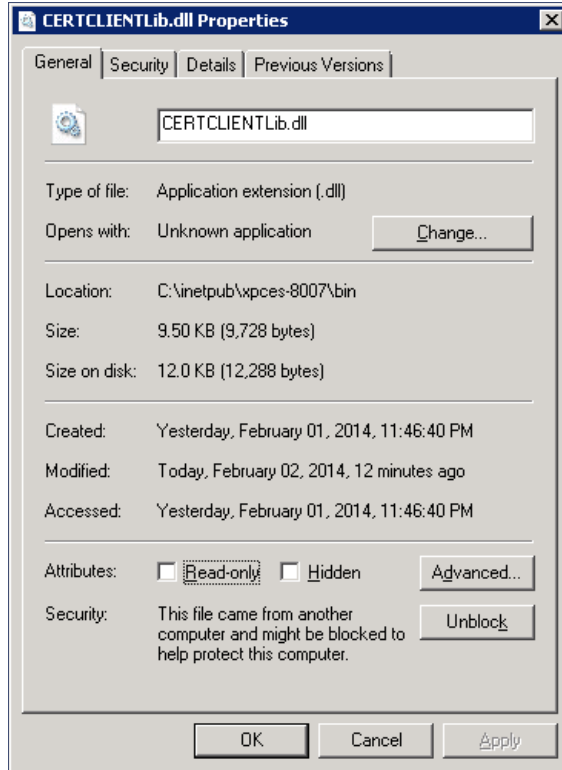 CERTCLIENTLib.dll Properties
General Security Details Previous Versions
CERTCLIENTLib.dll
Type of file: Application extension (.dll)
Opens with: Unknown application Change...
Location: C:\inetpub\xpces-8007\bin
Size: 9.50 KB (9,728 bytes)
Size on disk: 12.0 KB (12,288 bytes)
Created: Yesterday, February 01, 2014, 11:46:40 PM
Modified: Today, February 02, 2014, 12 minutes ago
Accessed: Yesterday, February 01, 2014, 11:46:40 PM
Attributes: Read-only Hidden Advanced...
Security: This file came from another
computer and might be blocked to
help protect this computer.
Unblock
OK Cancel Apply